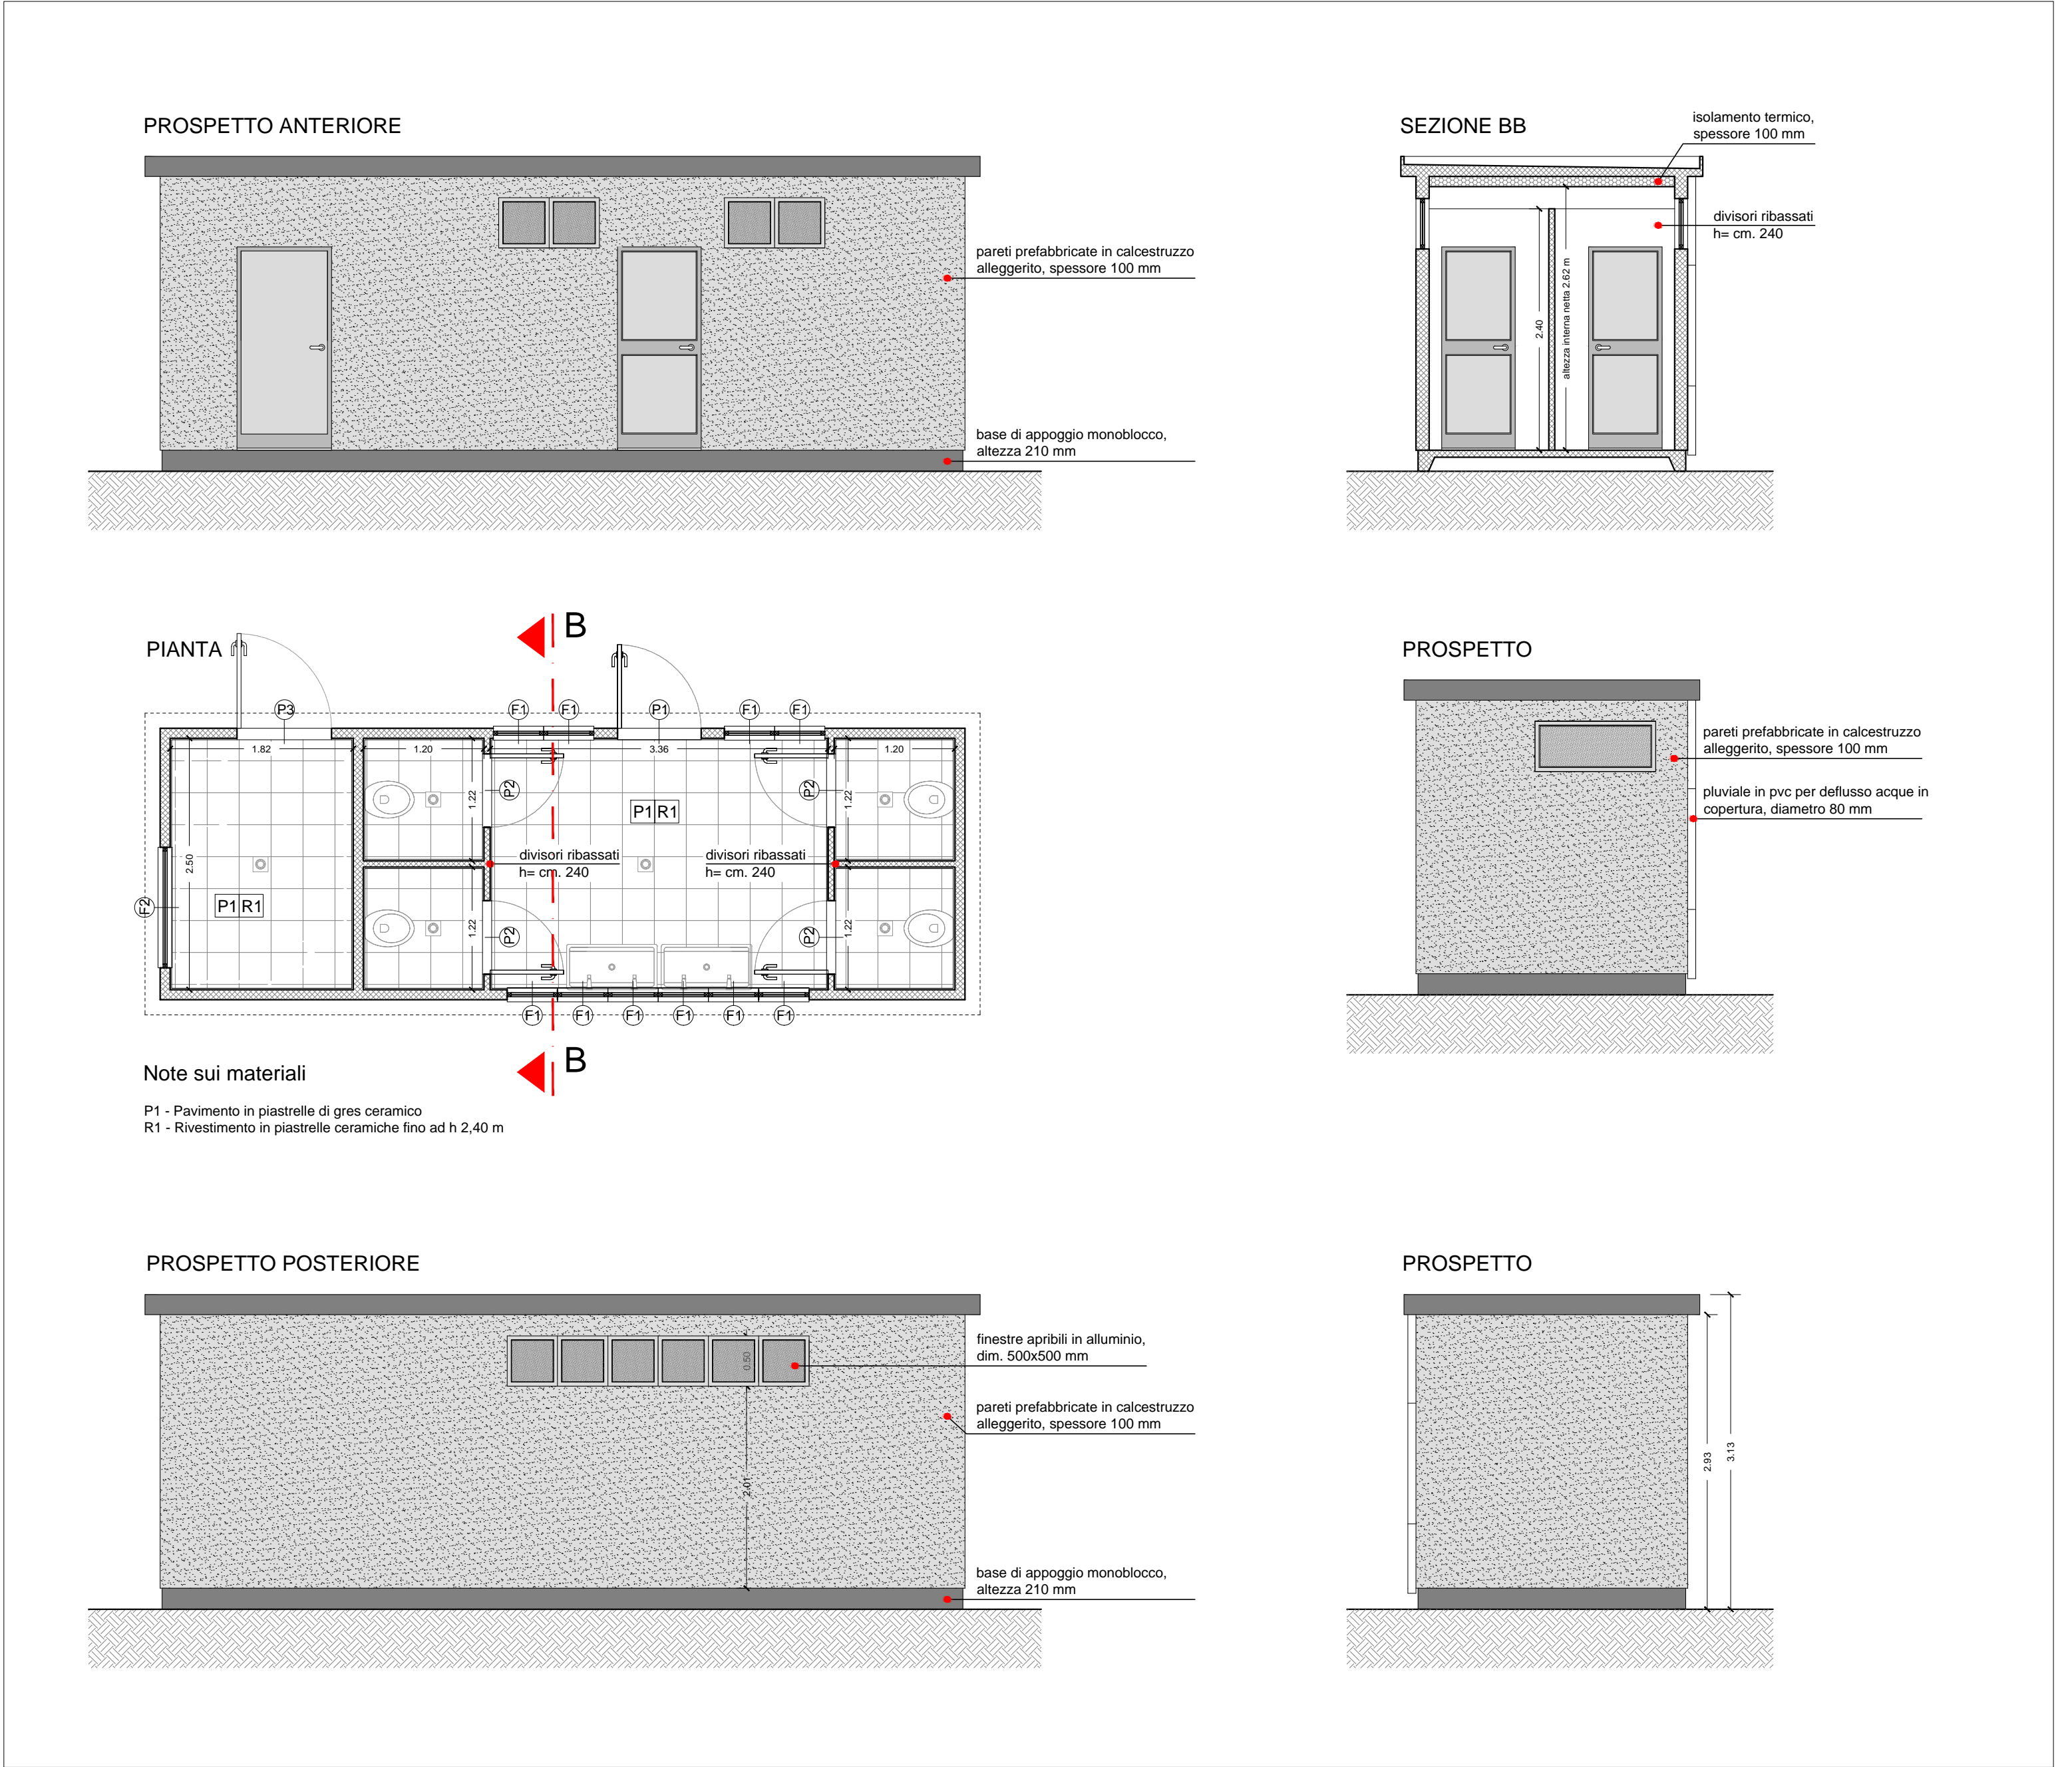 PROSPETTO ANTERIORE
pareti prefabbricate in calcestruzzo
alleggerito, spessore 100 mm
base di appoggio monoblocco,
altezza 210 mm
SEZIONE BB
isolamento termico,
spessore 100 mm
divisori ribassati
h= cm. 240
2.40
altezza interna netta 2.62 m
PIANTA
B
P3
F1
F1
P1
F1
F1
1.82
1.20
3.36
1.20
P2
1.22
P2
1.22
P1 R1
2.50
divisori ribassati
h= cm. 240
divisori ribassati
h= cm. 240
F2
P1 R1
1.22
P2
P2
1.22
F1
F1
F1
F1
F1
F1
B
PROSPETTO
pareti prefabbricate in calcestruzzo
alleggerito, spessore 100 mm
pluviale in pvc per deflusso acque in
copertura, diametro 80 mm
Note sui materiali
P1 - Pavimento in piastrelle di gres ceramico
R1 - Rivestimento in piastrelle ceramiche fino ad h 2,40 m
PROSPETTO POSTERIORE
finestre apribili in alluminio,
dim. 500x500 mm
0.50
pareti prefabbricate in calcestruzzo
alleggerito, spessore 100 mm
2.01
base di appoggio monoblocco,
altezza 210 mm
PROSPETTO
2.93
3.13